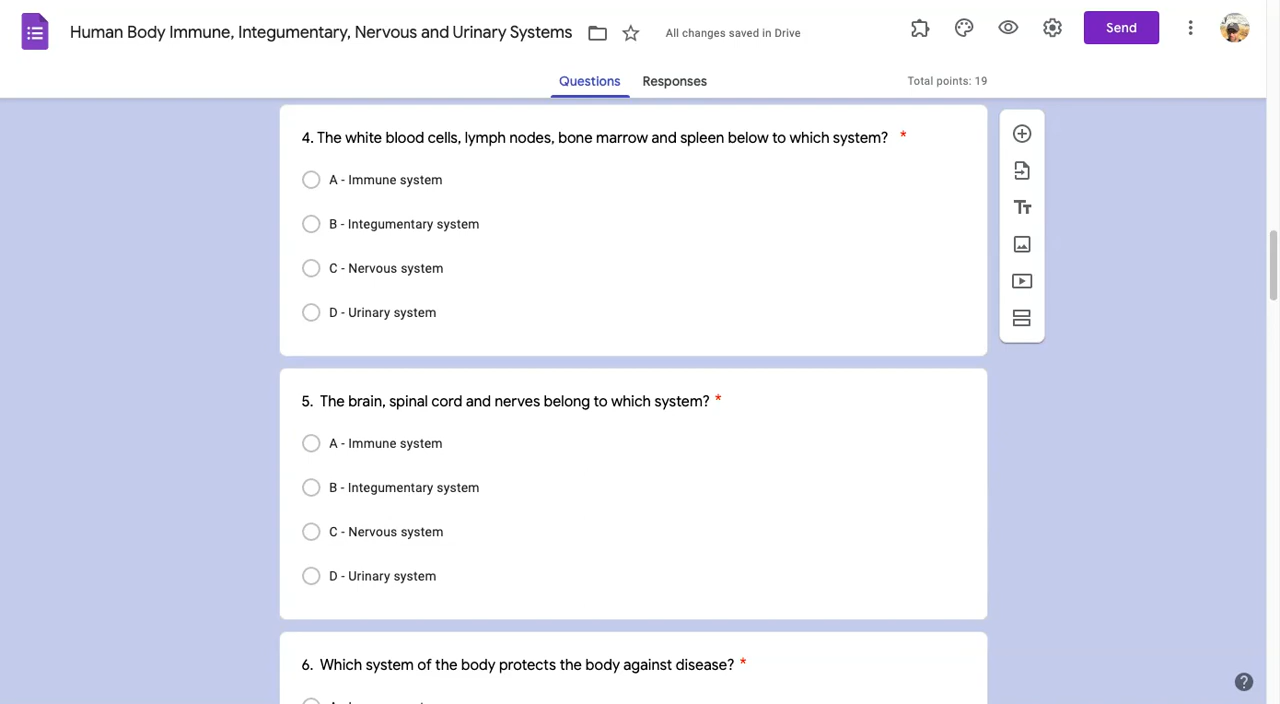 Human Body Immune, Integumentary, Nervous and Urinary Systems
All changes saved in Drive
Send
Questions
Responses
Total points: 19
4. The white blood cells, lymph nodes, bone marrow and spleen below to which system? *
A - Immune system
B - Integumentary system
C - Nervous system
D - Urinary system
5. The brain, spinal cord and nerves belong to which system? *
A - Immune system
B - Integumentary system
C - Nervous system
D - Urinary system
6. Which system of the body protects the body against disease? *